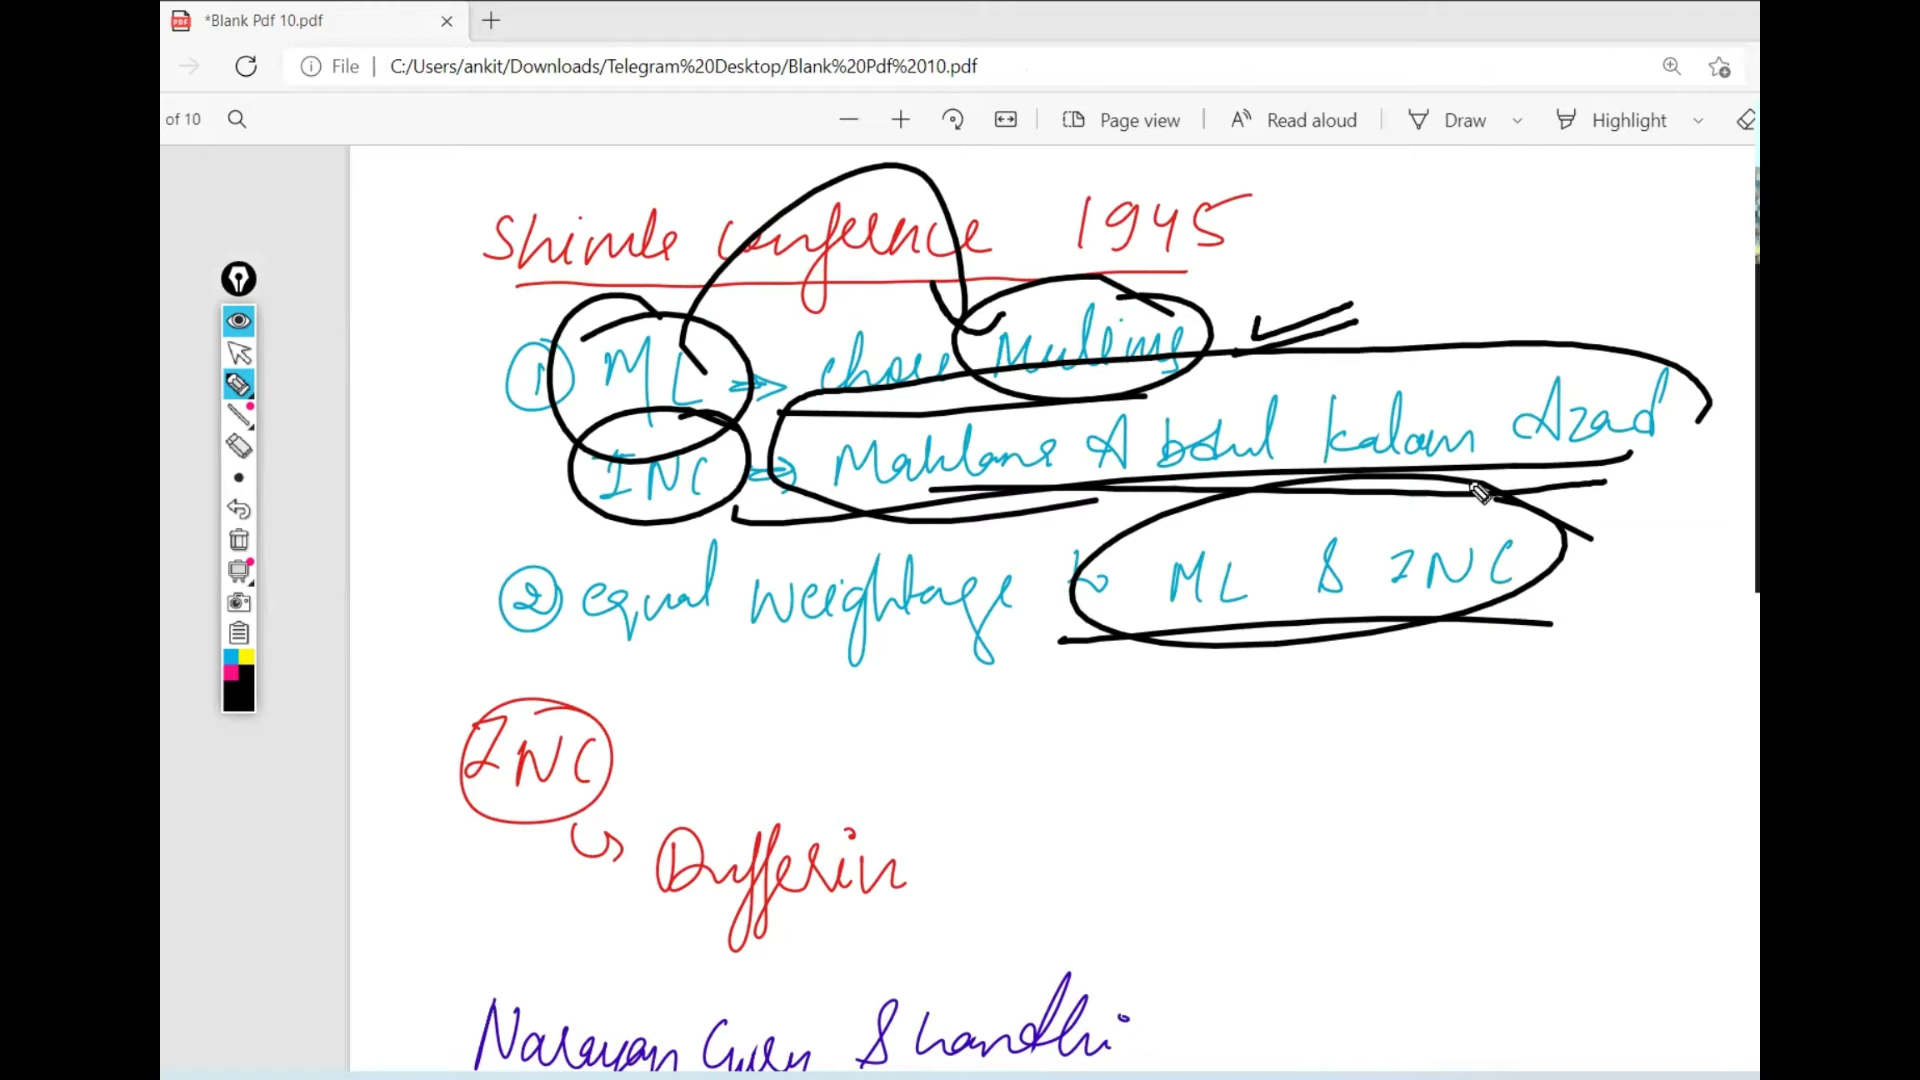 *Blank Pdf 10.pdf
File | C:/Users/ankit/Downloads/Telegram%20Desktop/Blank%20Pdf%2010.pdf
of 10
Page view
Read aloud
Draw
Highlight
Shimla conference 1945
① ML → chose Muslims
INC → Maulana Abdul Kalam Azad
② equal weightage to ML & INC
INC
↳ Dufferin
Narayan Guru & Gandhi